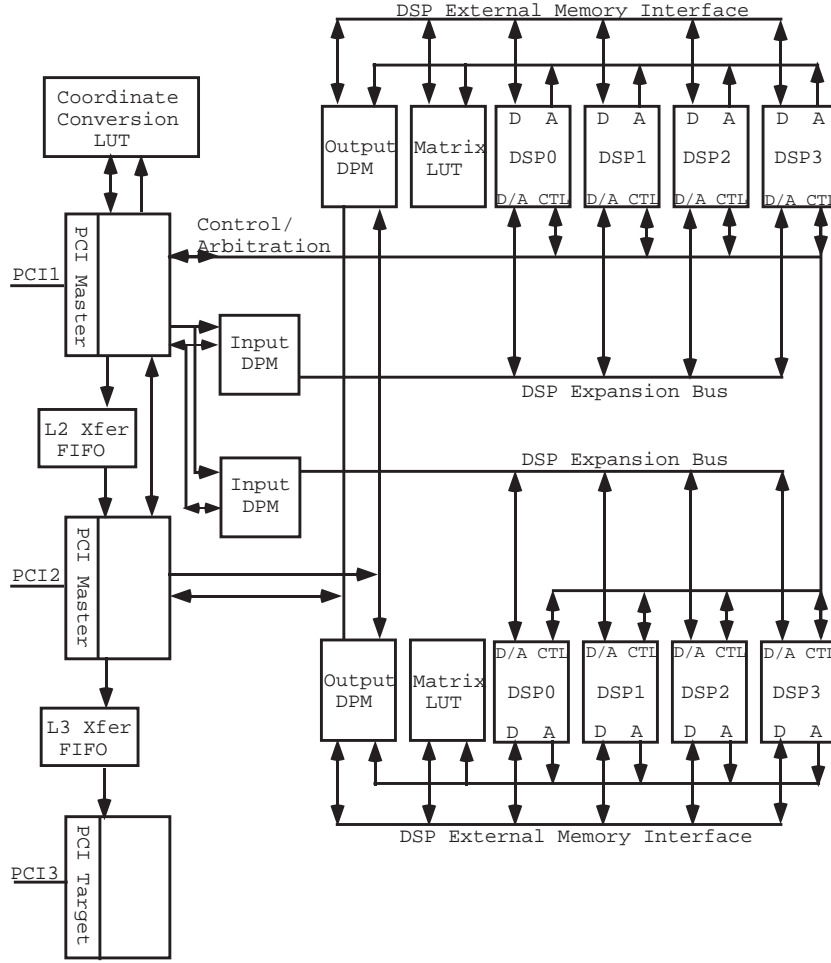 DSP External Memory Interface
Coordinate
Conversion
LUT
Output
DPM
Matrix
LUT
D A
DSP0
D/A CTL
D A
DSP1
D/A CTL
D A
DSP2
D/A CTL
D A
DSP3
D/A CTL
Control/
Arbitration
PCI Master
PCI1
Input
DPM
DSP Expansion Bus
L2 Xfer
FIFO
DSP Expansion Bus
Input
DPM
PCI Master
PCI2
Output
DPM
Matrix
LUT
D/A CTL
DSP0
D A
D/A CTL
DSP1
D A
D/A CTL
DSP2
D A
D/A CTL
DSP3
D A
L3 Xfer
FIFO
DSP External Memory Interface
PCI Target
PCI3